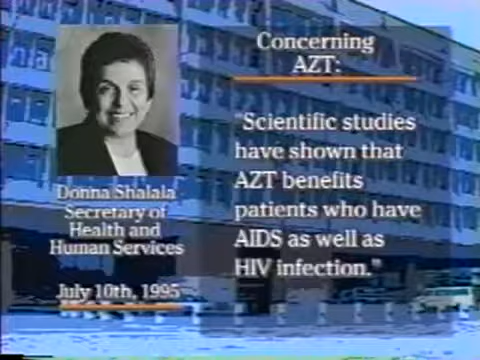 Donna Shalala
Secretary of
Health and
Human Services
July 10th, 1995
Concerning
AZT:
"Scientific studies
have shown that
AZT benefits
patients who have
AIDS as well as
HIV infection."